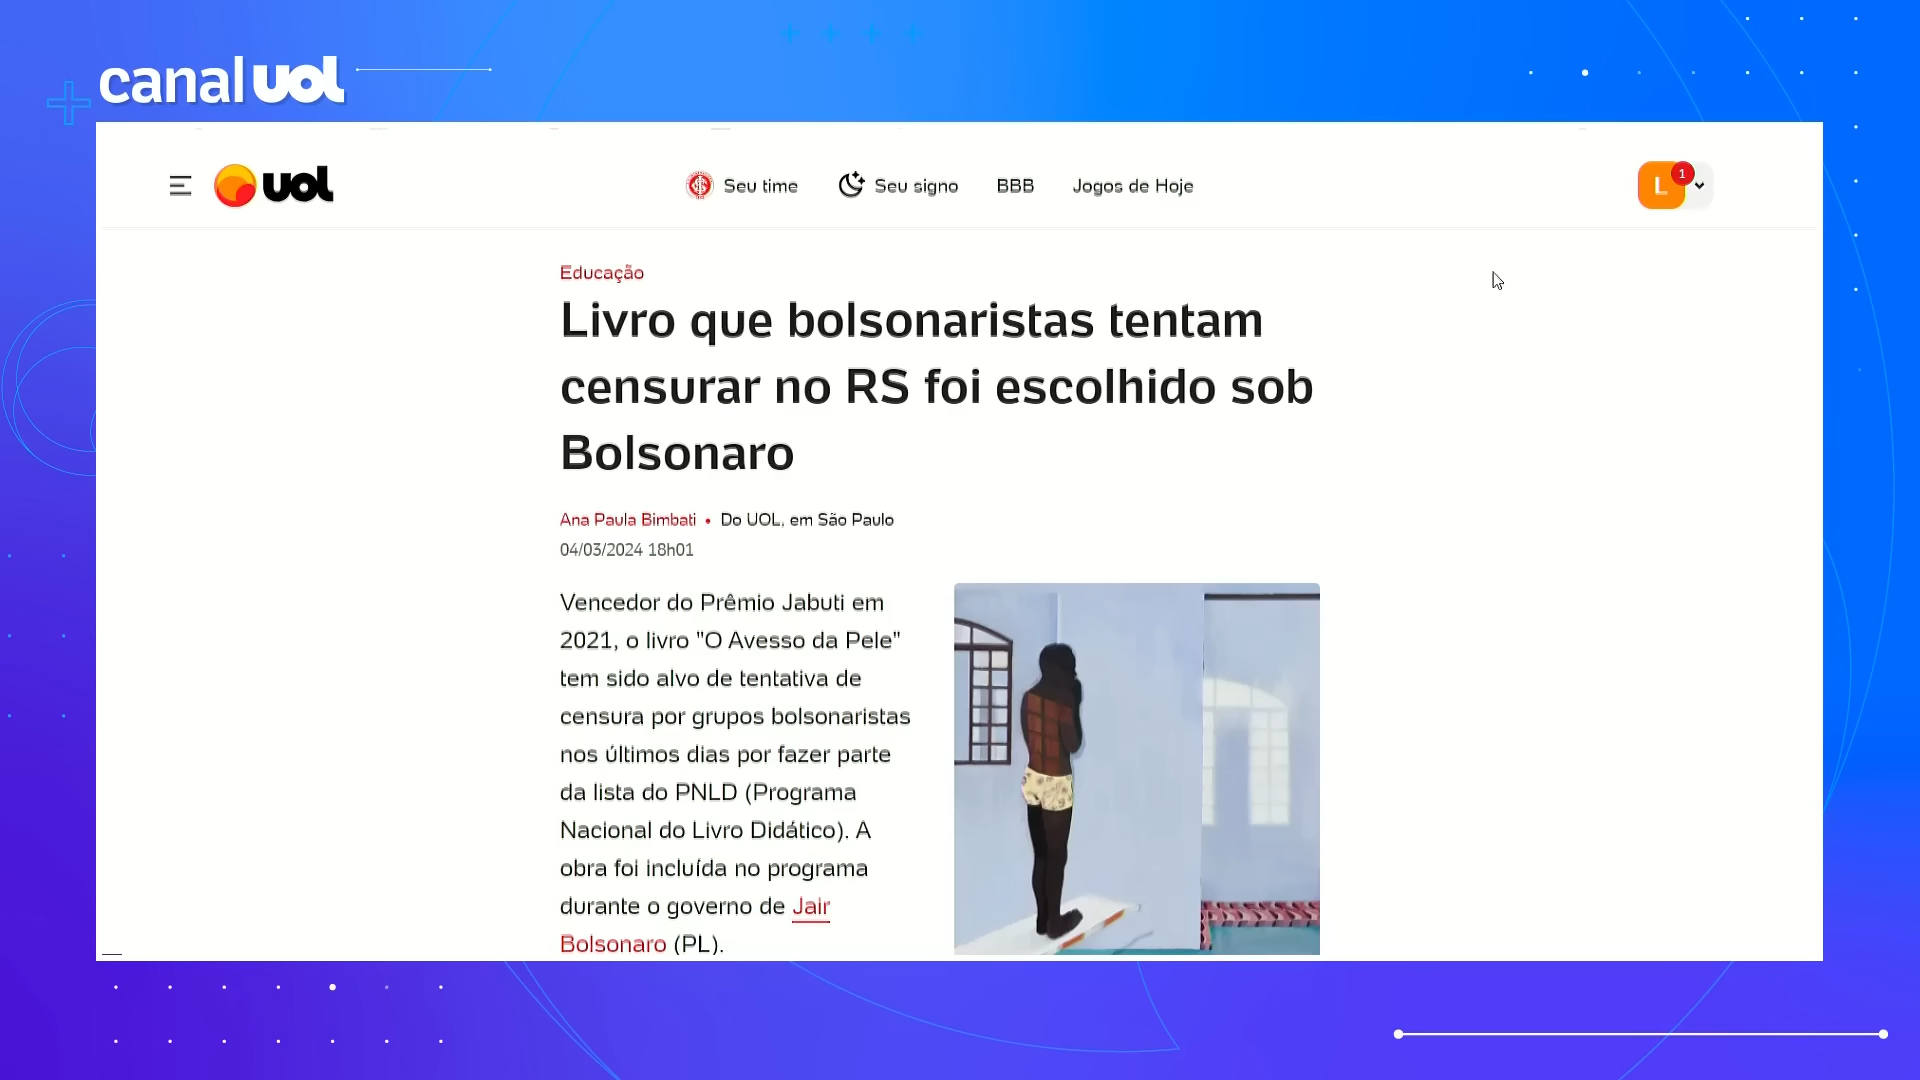 canal uol
uol
Seu time
Seu signo
BBB
Jogos de Hoje
L
1
Educação
Livro que bolsonaristas tentam
censurar no RS foi escolhido sob
Bolsonaro
Ana Paula Bimbati • Do UOL, em São Paulo
04/03/2024 18h01
Vencedor do Prêmio Jabuti em
2021, o livro "O Avesso da Pele"
tem sido alvo de tentativa de
censura por grupos bolsonaristas
nos últimos dias por fazer parte
da lista do PNLD (Programa
Nacional do Livro Didático). A
obra foi incluída no programa
durante o governo de Jair
Bolsonaro (PL).